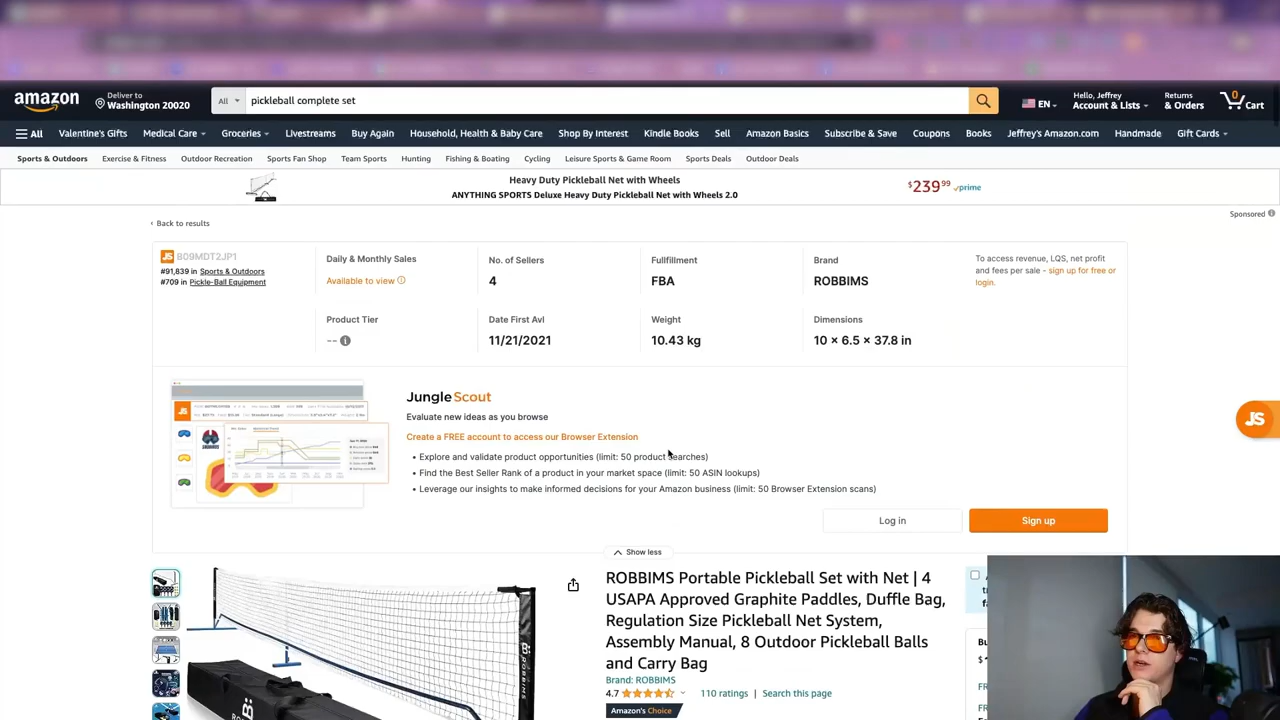 amazon
Deliver to
Washington 20020
All
pickleball complete set
EN
Hello, Jeffrey
Account & Lists
Returns
& Orders
0
Cart
All
Valentine's Gifts
Medical Care
Groceries
Livestreams
Buy Again
Household, Health & Baby Care
Shop By Interest
Kindle Books
Sell
Amazon Basics
Subscribe & Save
Coupons
Books
Jeffrey's Amazon.com
Handmade
Gift Cards
Sports & Outdoors
Exercise & Fitness
Outdoor Recreation
Sports Fan Shop
Team Sports
Hunting
Fishing & Boating
Cycling
Leisure Sports & Game Room
Sports Deals
Outdoor Deals
Heavy Duty Pickleball Net with Wheels
ANYTHING SPORTS Deluxe Heavy Duty Pickleball Net with Wheels 2.0
$239 99 prime
Sponsored
‹ Back to results
JS B09MDT2JP1
#91,839 in Sports & Outdoors
#709 in Pickle-Ball Equipment
Daily & Monthly Sales
Available to view
No. of Sellers
4
Fullfillment
FBA
Brand
ROBBIMS
To access revenue, LQS, net profit
and fees per sale - sign up for free or
login.
Product Tier
--
Date First Avl
11/21/2021
Weight
10.43 kg
Dimensions
10 × 6.5 × 37.8 in
Jungle Scout
Evaluate new ideas as you browse
Create a FREE account to access our Browser Extension
• Explore and validate product opportunities (limit: 50 product searches)
• Find the Best Seller Rank of a product in your market space (limit: 50 ASIN lookups)
• Leverage our insights to make informed decisions for your Amazon business (limit: 50 Browser Extension scans)
Log in
Sign up
JS
Show less
ROBBIMS Portable Pickleball Set with Net | 4
USAPA Approved Graphite Paddles, Duffle Bag,
Regulation Size Pickleball Net System,
Assembly Manual, 8 Outdoor Pickleball Balls
and Carry Bag
Brand: ROBBIMS
4.7
110 ratings | Search this page
Amazon's Choice